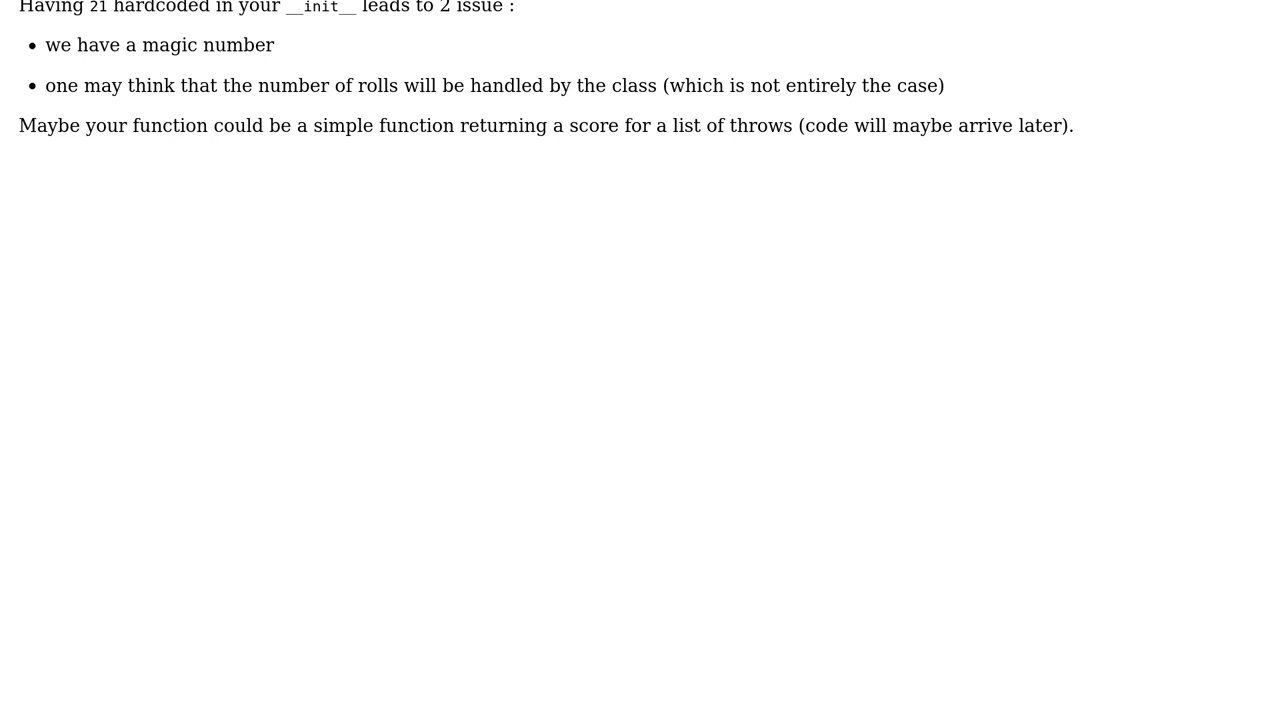 Having 21 hardcoded in your __init__ leads to 2 issue :
• we have a magic number
• one may think that the number of rolls will be handled by the class (which is not entirely the case)
Maybe your function could be a simple function returning a score for a list of throws (code will maybe arrive later).